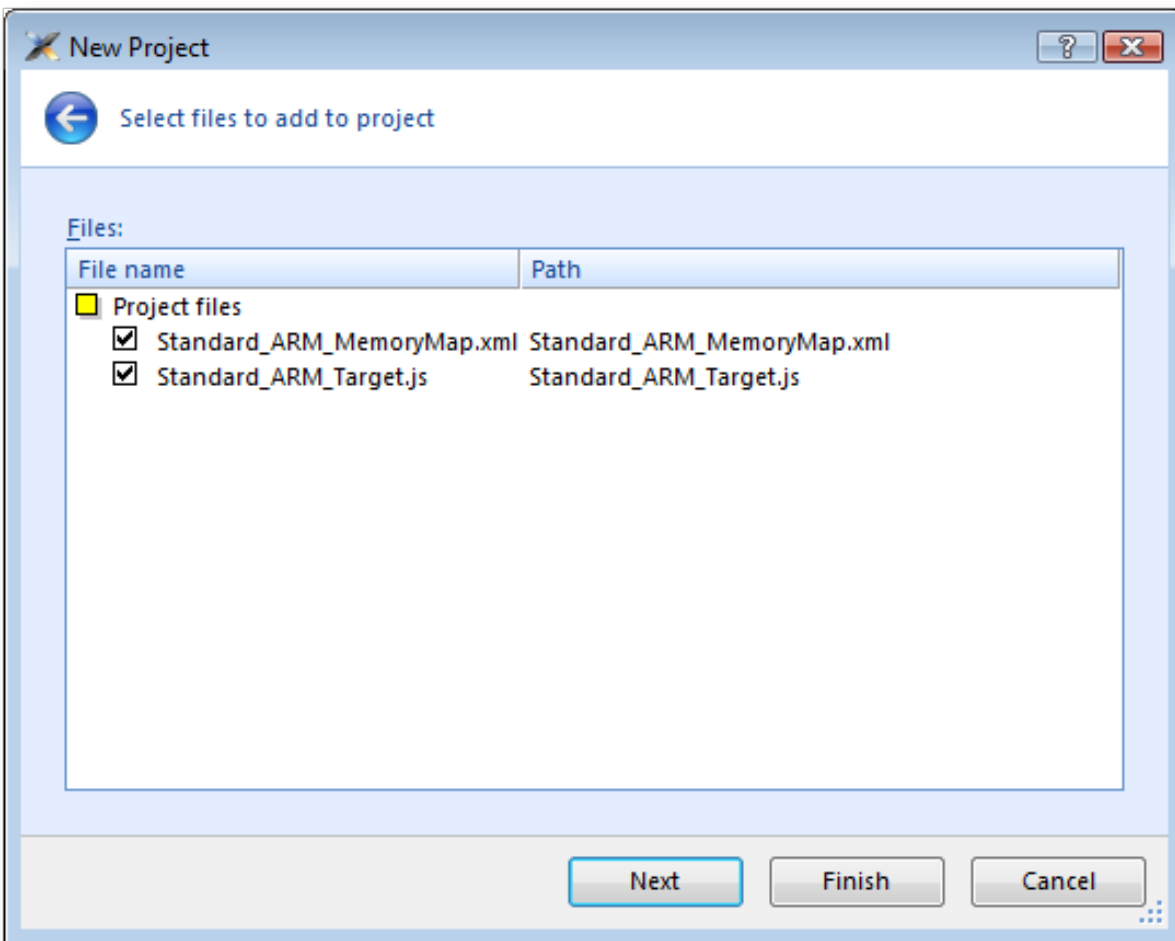 New Project
Select files to add to project
Files:
File name Path
Project files
Standard_ARM_MemoryMap.xml Standard_ARM_MemoryMap.xml
Standard_ARM_Target.js Standard_ARM_Target.js
Next Finish Cancel